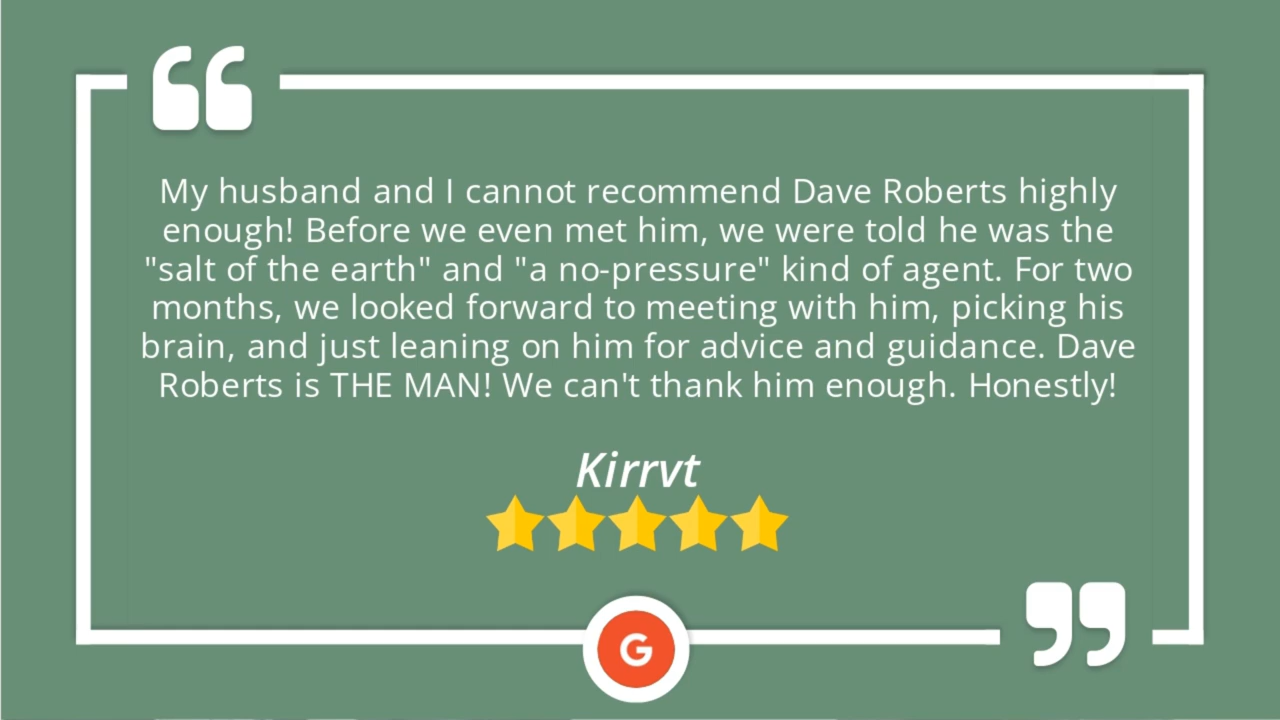 My husband and I cannot recommend Dave Roberts highly
enough! Before we even met him, we were told he was the
"salt of the earth" and "a no-pressure" kind of agent. For two
months, we looked forward to meeting with him, picking his
brain, and just leaning on him for advice and guidance. Dave
Roberts is THE MAN! We can't thank him enough. Honestly!
Kirrvt
G